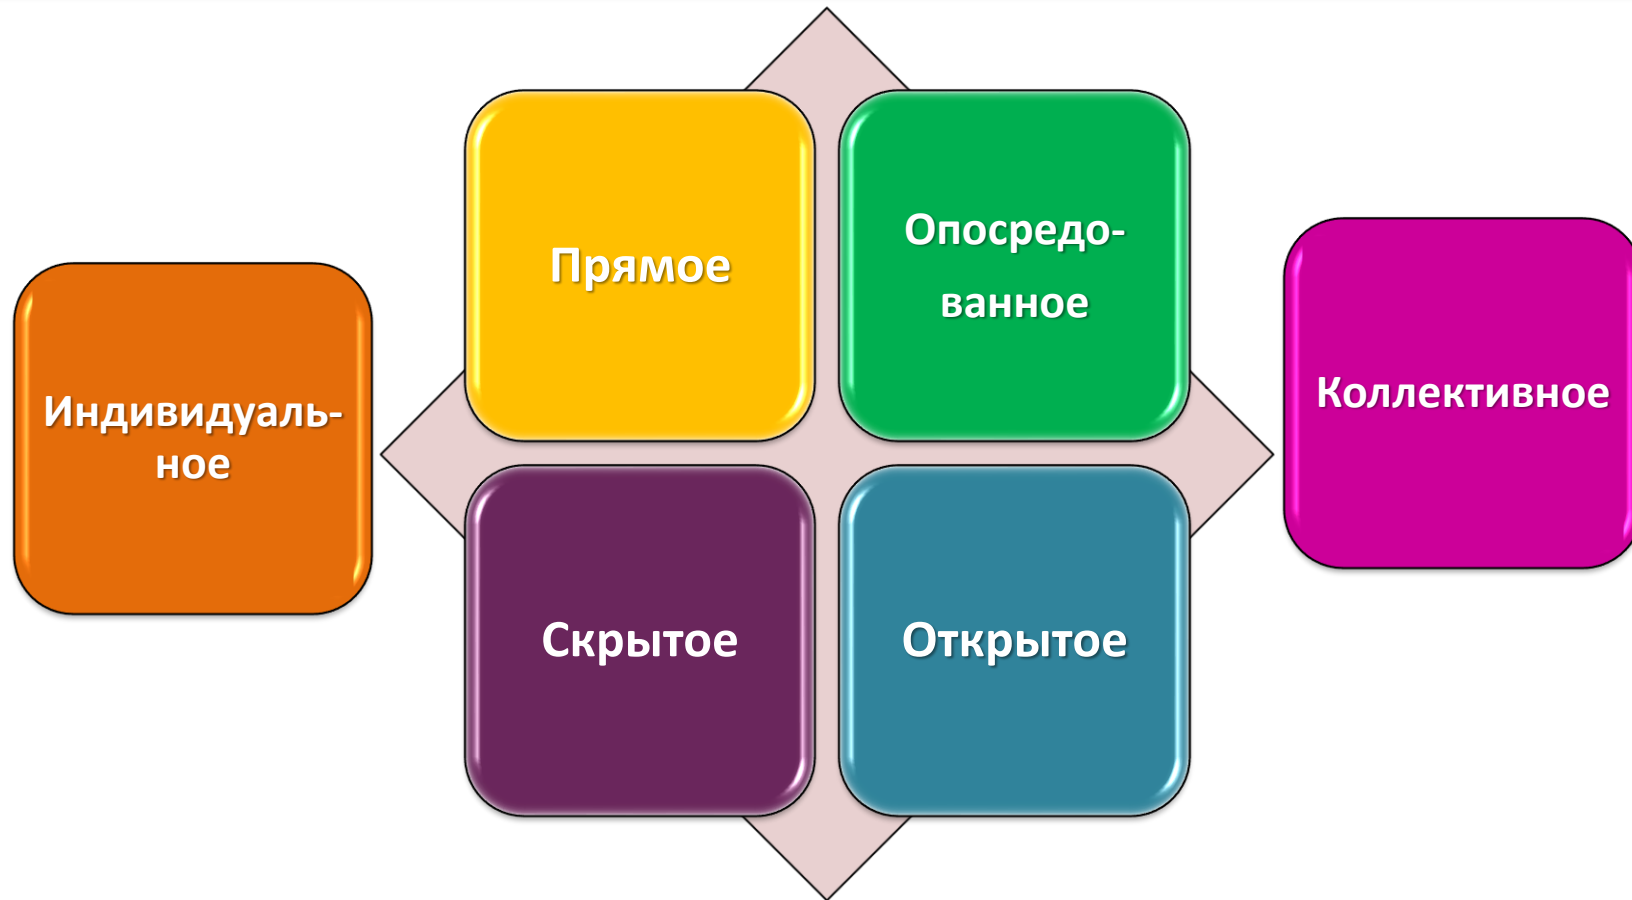 Прямое
Опосредо-
ванное
Индивидуаль-
ное
Коллективное
Скрытое
Открытое